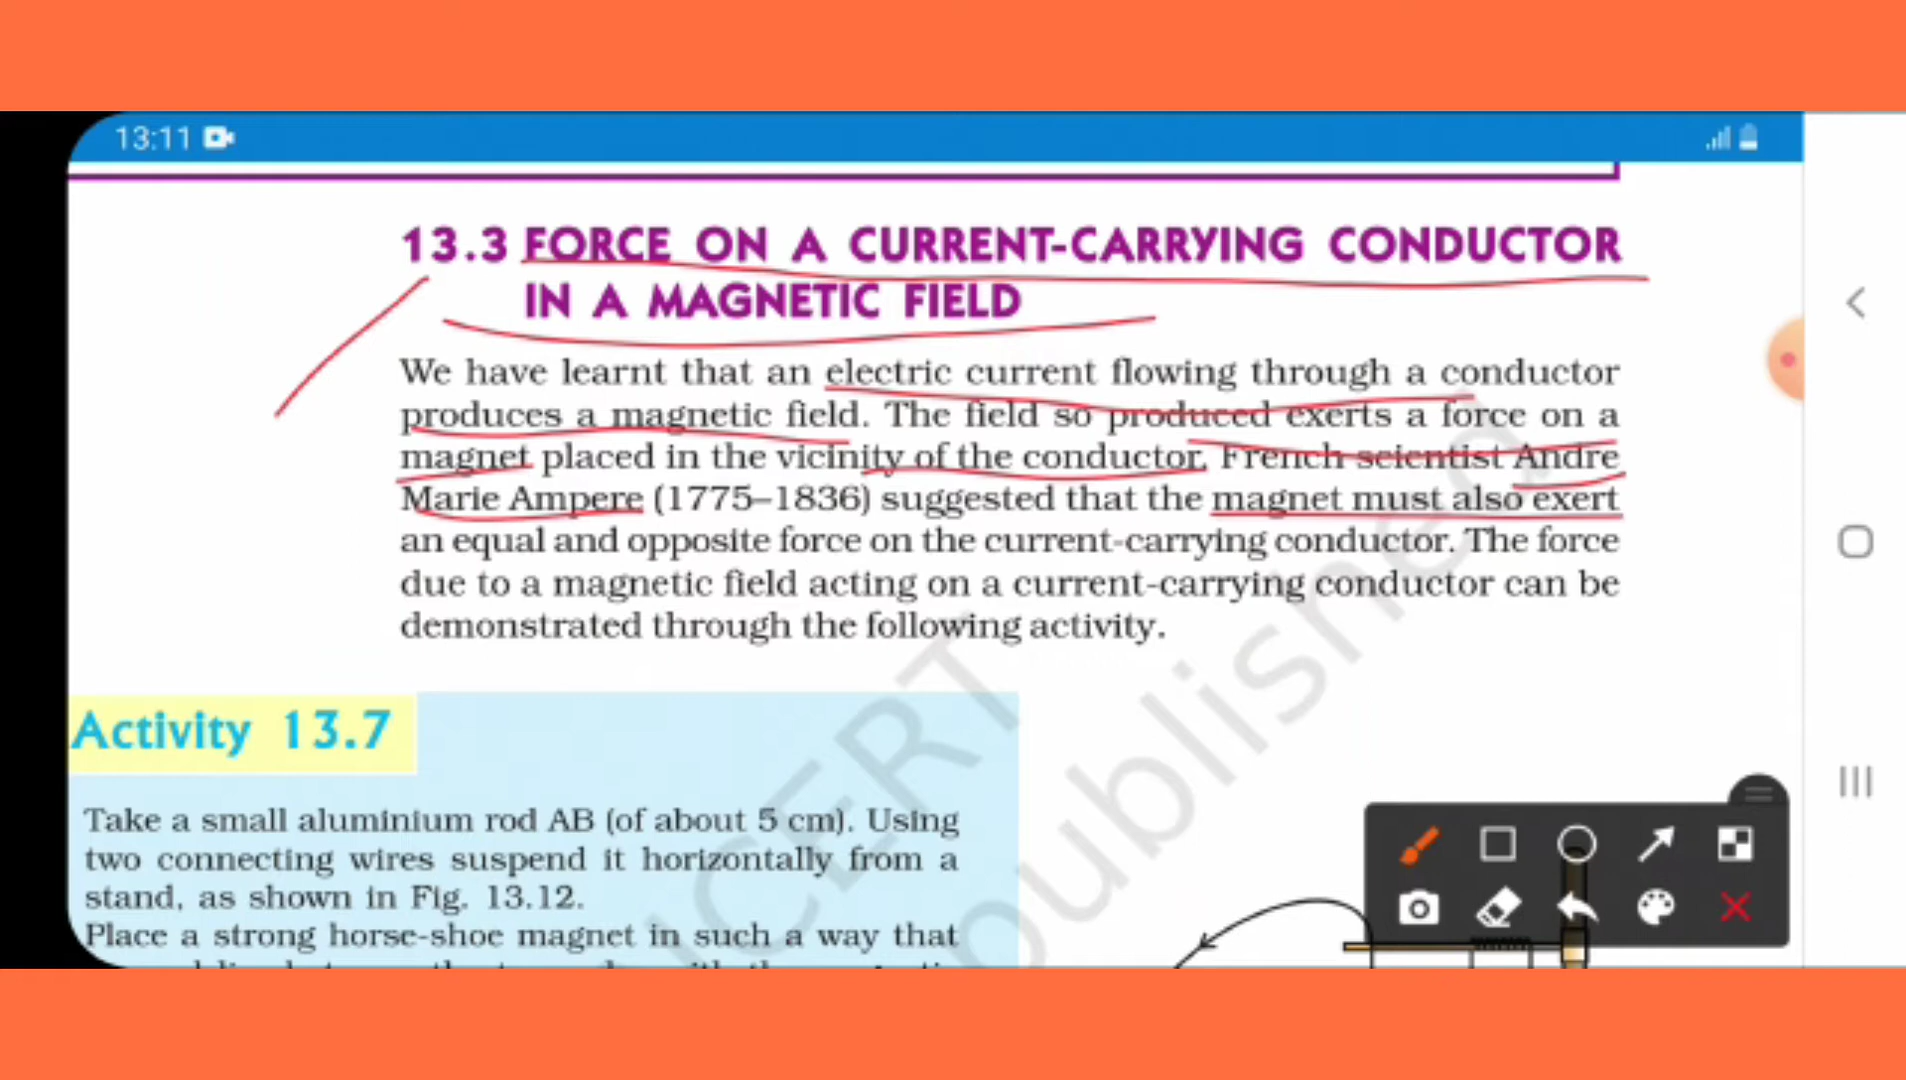 13:11
13.3 FORCE ON A CURRENT-CARRYING CONDUCTOR
IN A MAGNETIC FIELD
We have learnt that an electric current flowing through a conductor
produces a magnetic field. The field so produced exerts a force on a
magnet placed in the vicinity of the conductor. French scientist Andre
Marie Ampere (1775–1836) suggested that the magnet must also exert
an equal and opposite force on the current-carrying conductor. The force
due to a magnetic field acting on a current-carrying conductor can be
demonstrated through the following activity.
Activity 13.7
Take a small aluminium rod AB (of about 5 cm). Using
two connecting wires suspend it horizontally from a
stand, as shown in Fig. 13.12.
Place a strong horse-shoe magnet in such a way that
NCERT
published